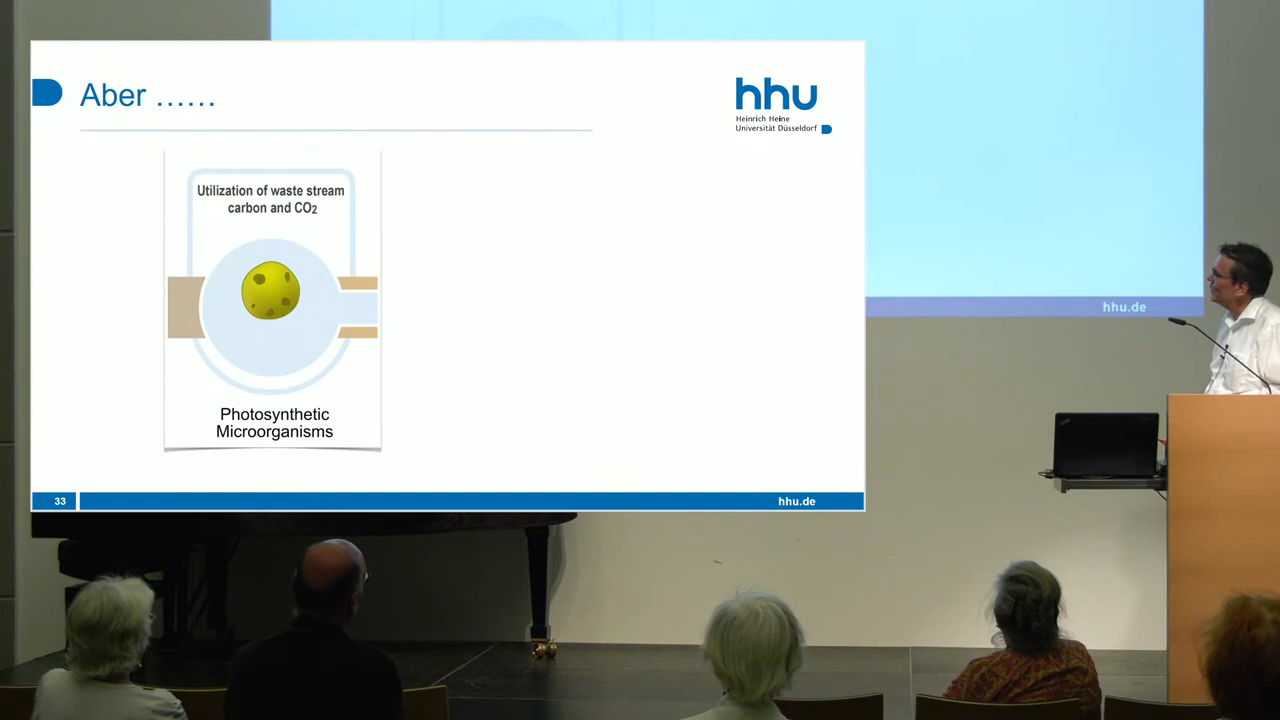 Aber ……
hhu
Heinrich Heine
Universität Düsseldorf
Utilization of waste stream
carbon and CO2
Photosynthetic
Microorganisms
33
hhu.de
hhu.de